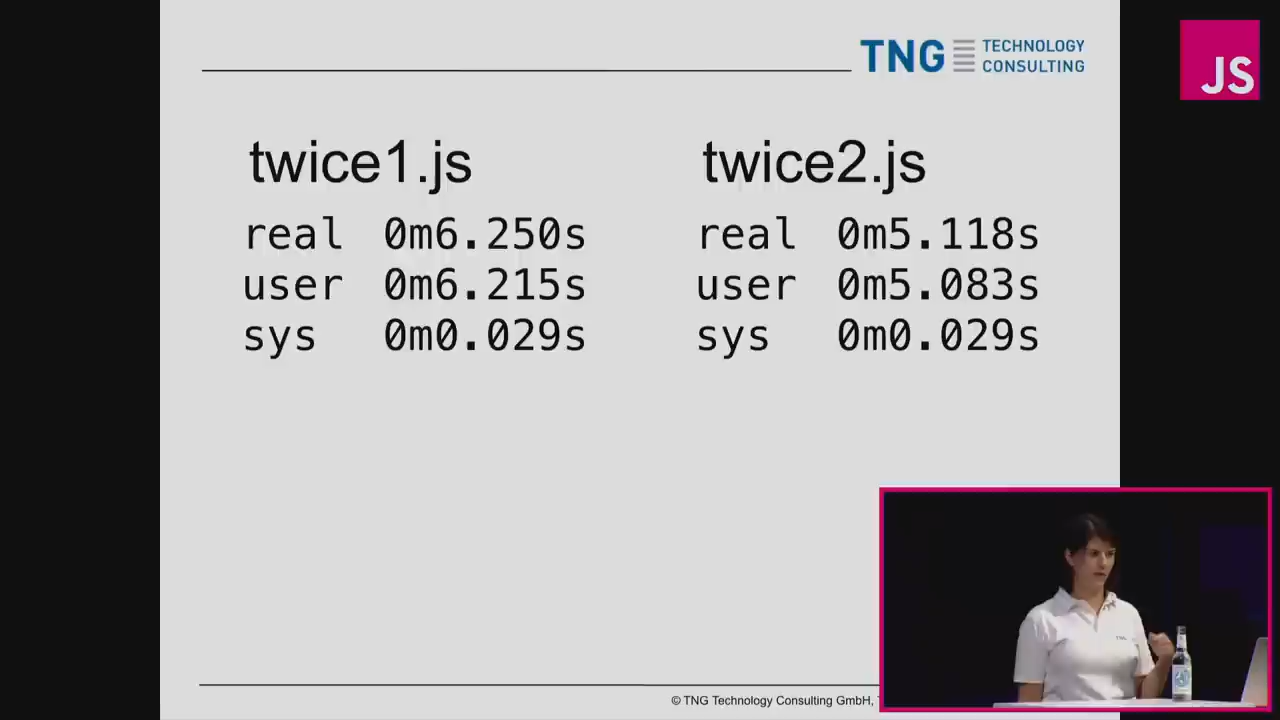 TNG TECHNOLOGY CONSULTING
JS
twice1.js
real 0m6.250s
user 0m6.215s
sys 0m0.029s
twice2.js
real 0m5.118s
user 0m5.083s
sys 0m0.029s
TNG
© TNG Technology Consulting GmbH,